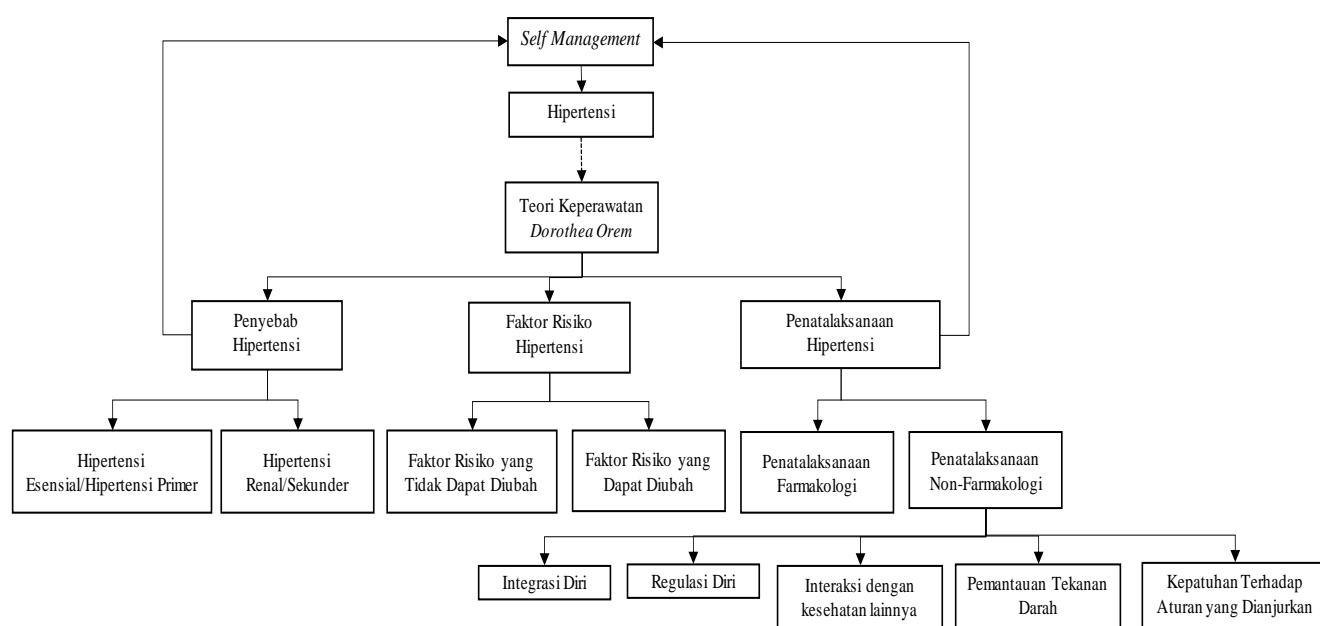 Self Management
Hipertensi
Teori Keperawatan
Dorothea Orem
Penyebab
Hipertensi
Faktor Risiko
Hipertensi
Penatalaksanaan
Hipertensi
Hipertensi
Esensial/Hipertensi Primer
Hipertensi
Renal/Sekunder
Faktor Risiko yang
Tidak Dapat Diubah
Faktor Risiko yang
Dapat Diubah
Penatalaksanaan
Farmakologi
Penatalaksanaan
Non-Farmakologi
Integrasi Diri
Regulasi Diri
Interaksi dengan
kesehatan lainnya
Pemantauan Tekanan
Darah
Kepatuhan Terhadap
Aturan yang Dianjurkan